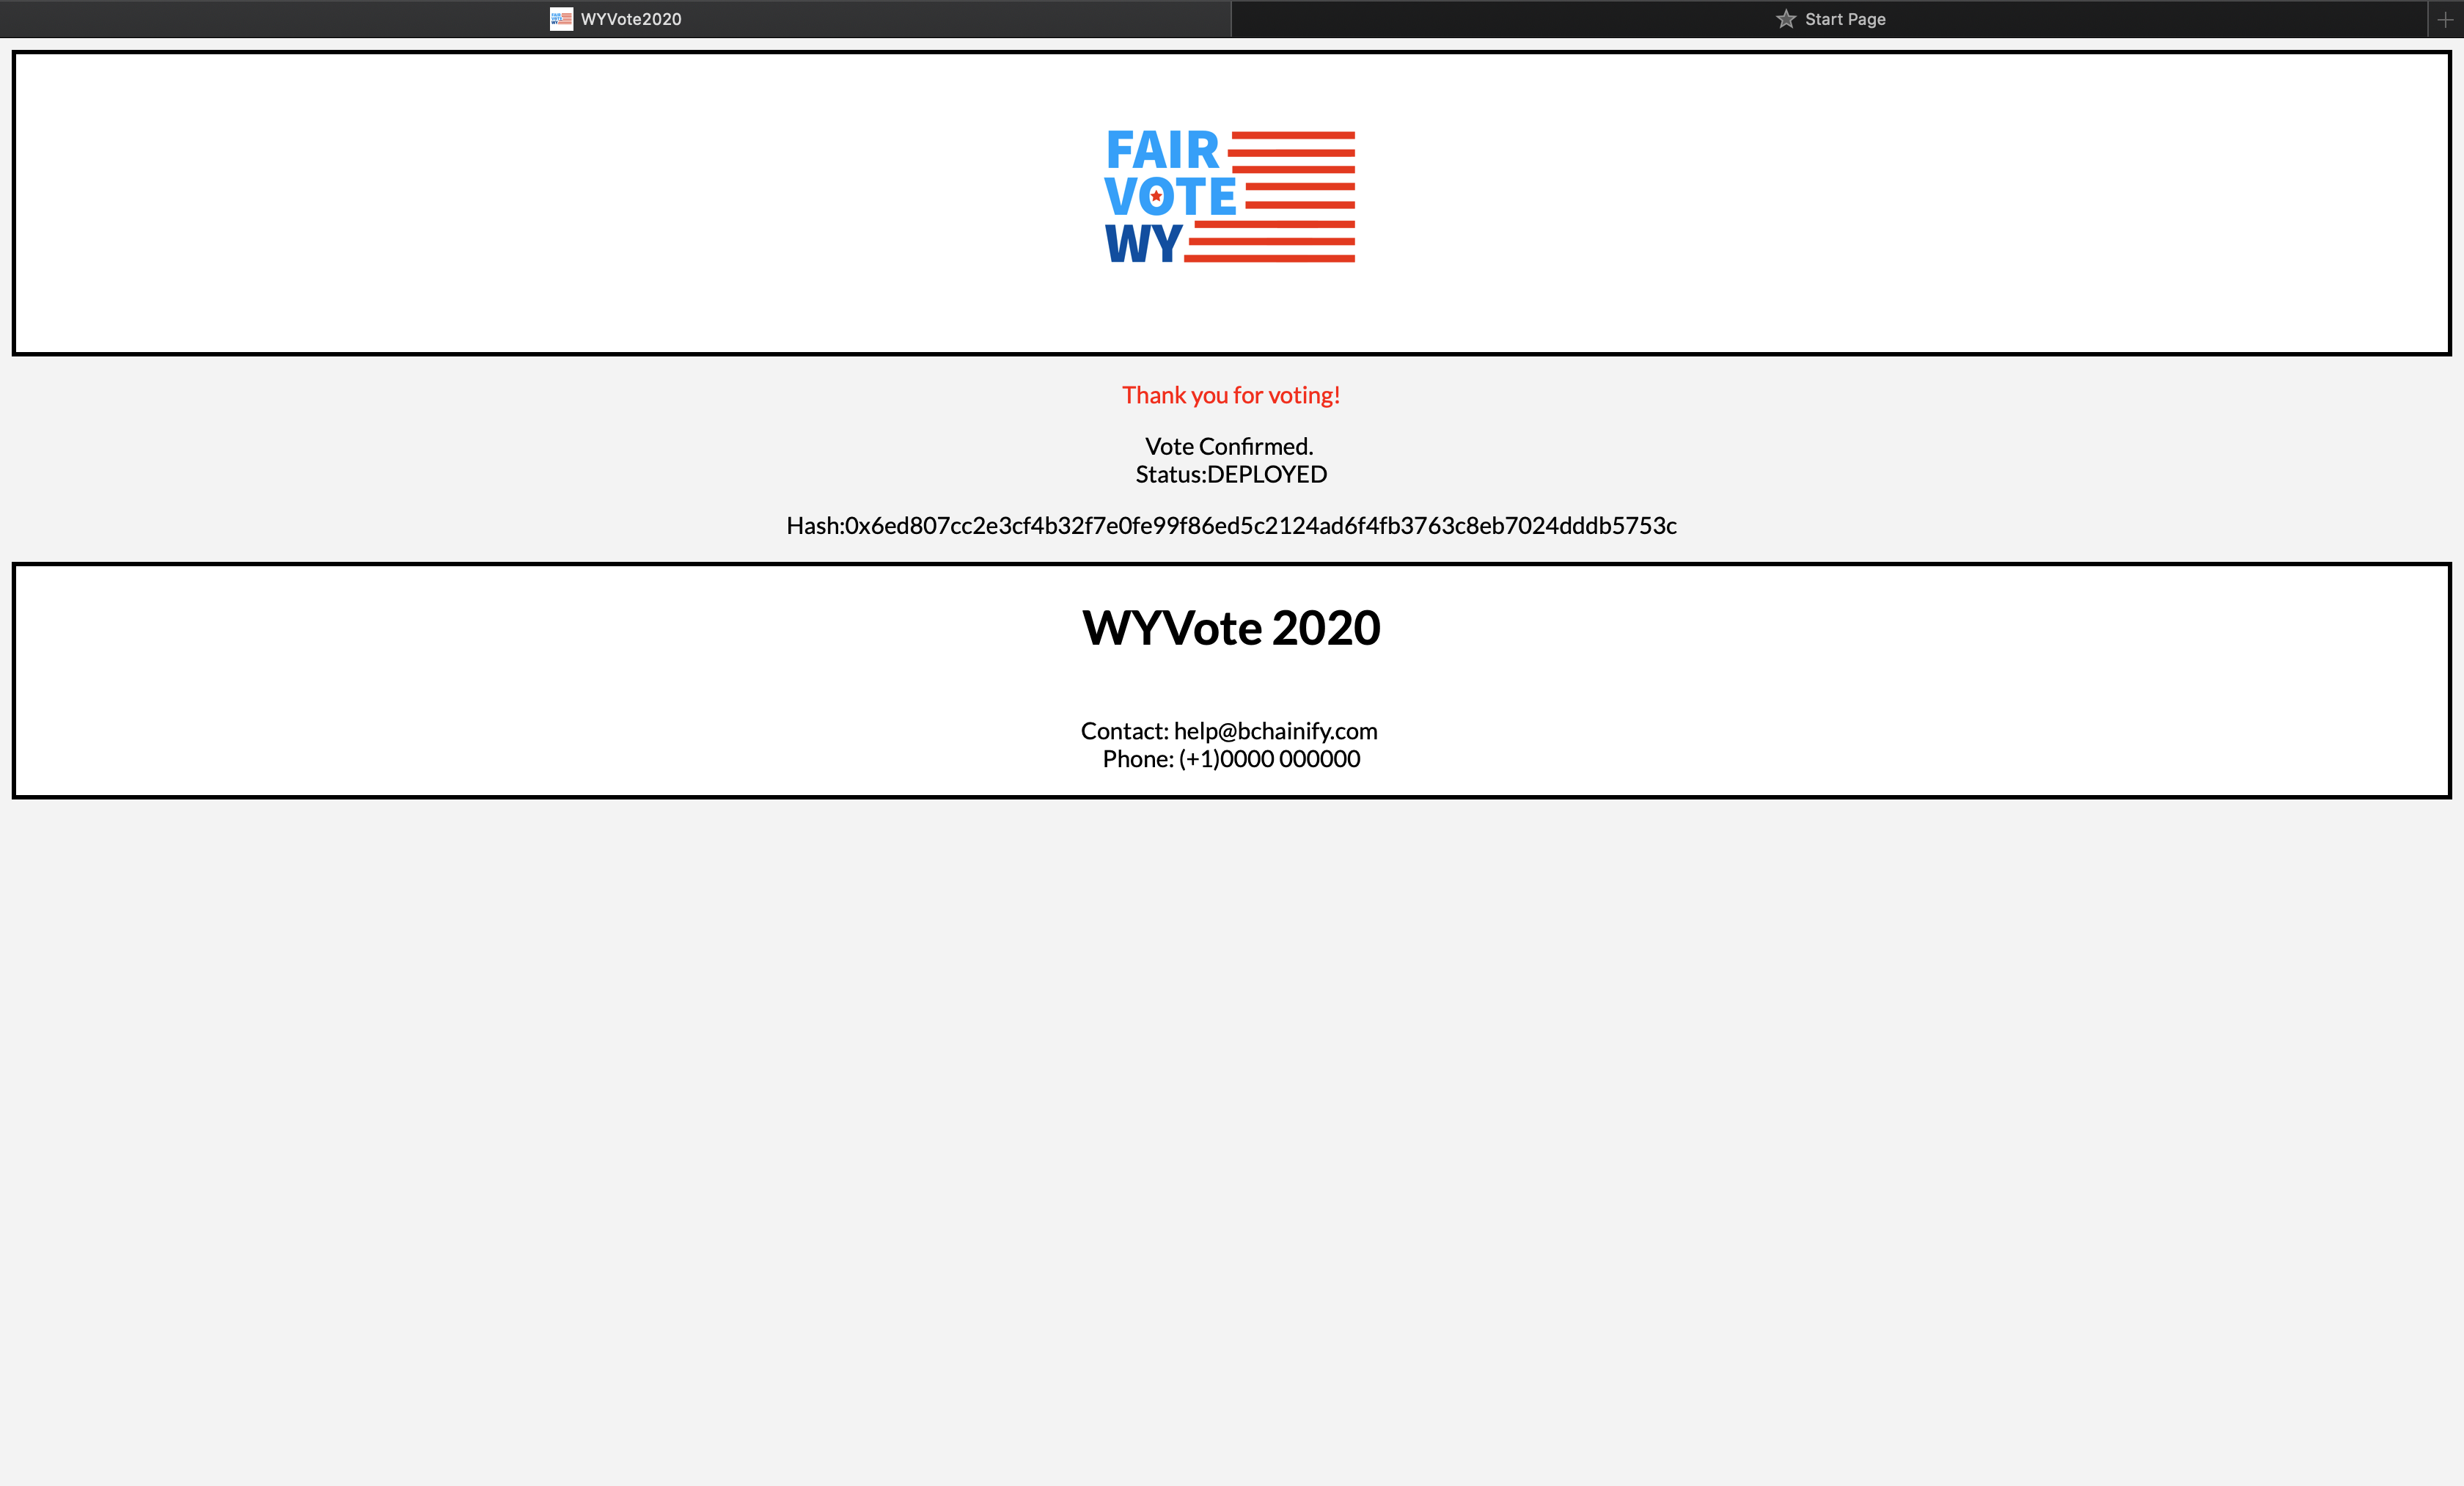 WYVote2020
Start Page
FAIR
VOTE
WY
Thank you for voting!
Vote Confirmed.
Status:DEPLOYED
Hash:0x6ed807cc2e3cf4b32f7e0fe99f86ed5c2124ad6f4fb3763c8eb7024dddb5753c
WYVote 2020
Contact: help@bchainify.com
Phone: (+1)0000 000000